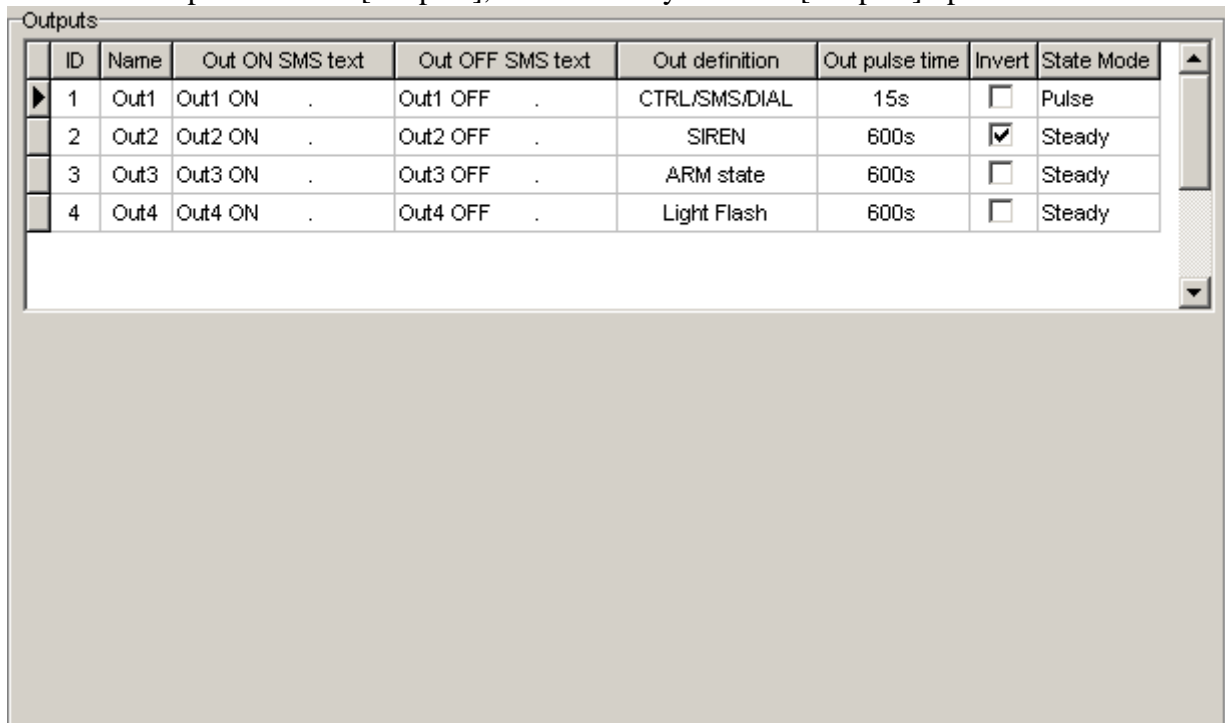 Outputs
ID Name Out ON SMS text Out OFF SMS text Out definition Out pulse time Invert State Mode
1 Out1 Out1 ON . Out1 OFF . CTRL/SMS/DIAL 15s Pulse
2 Out2 Out2 ON . Out2 OFF . SIREN 600s Steady
3 Out3 Out3 ON . Out3 OFF . ARM state 600s Steady
4 Out4 Out4 ON . Out4 OFF . Light Flash 600s Steady